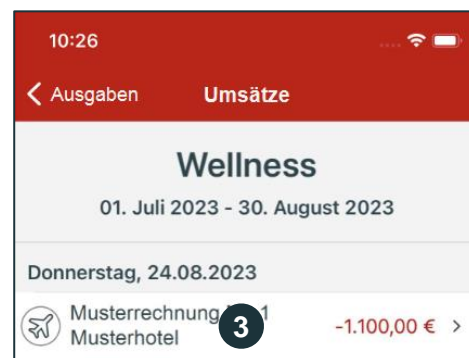 10:26
Ausgaben Umsätze
Wellness
01. Juli 2023 - 30. August 2023
Donnerstag, 24.08.2023
Musterrechnung 1
3
Musterhotel -1.100,00 €